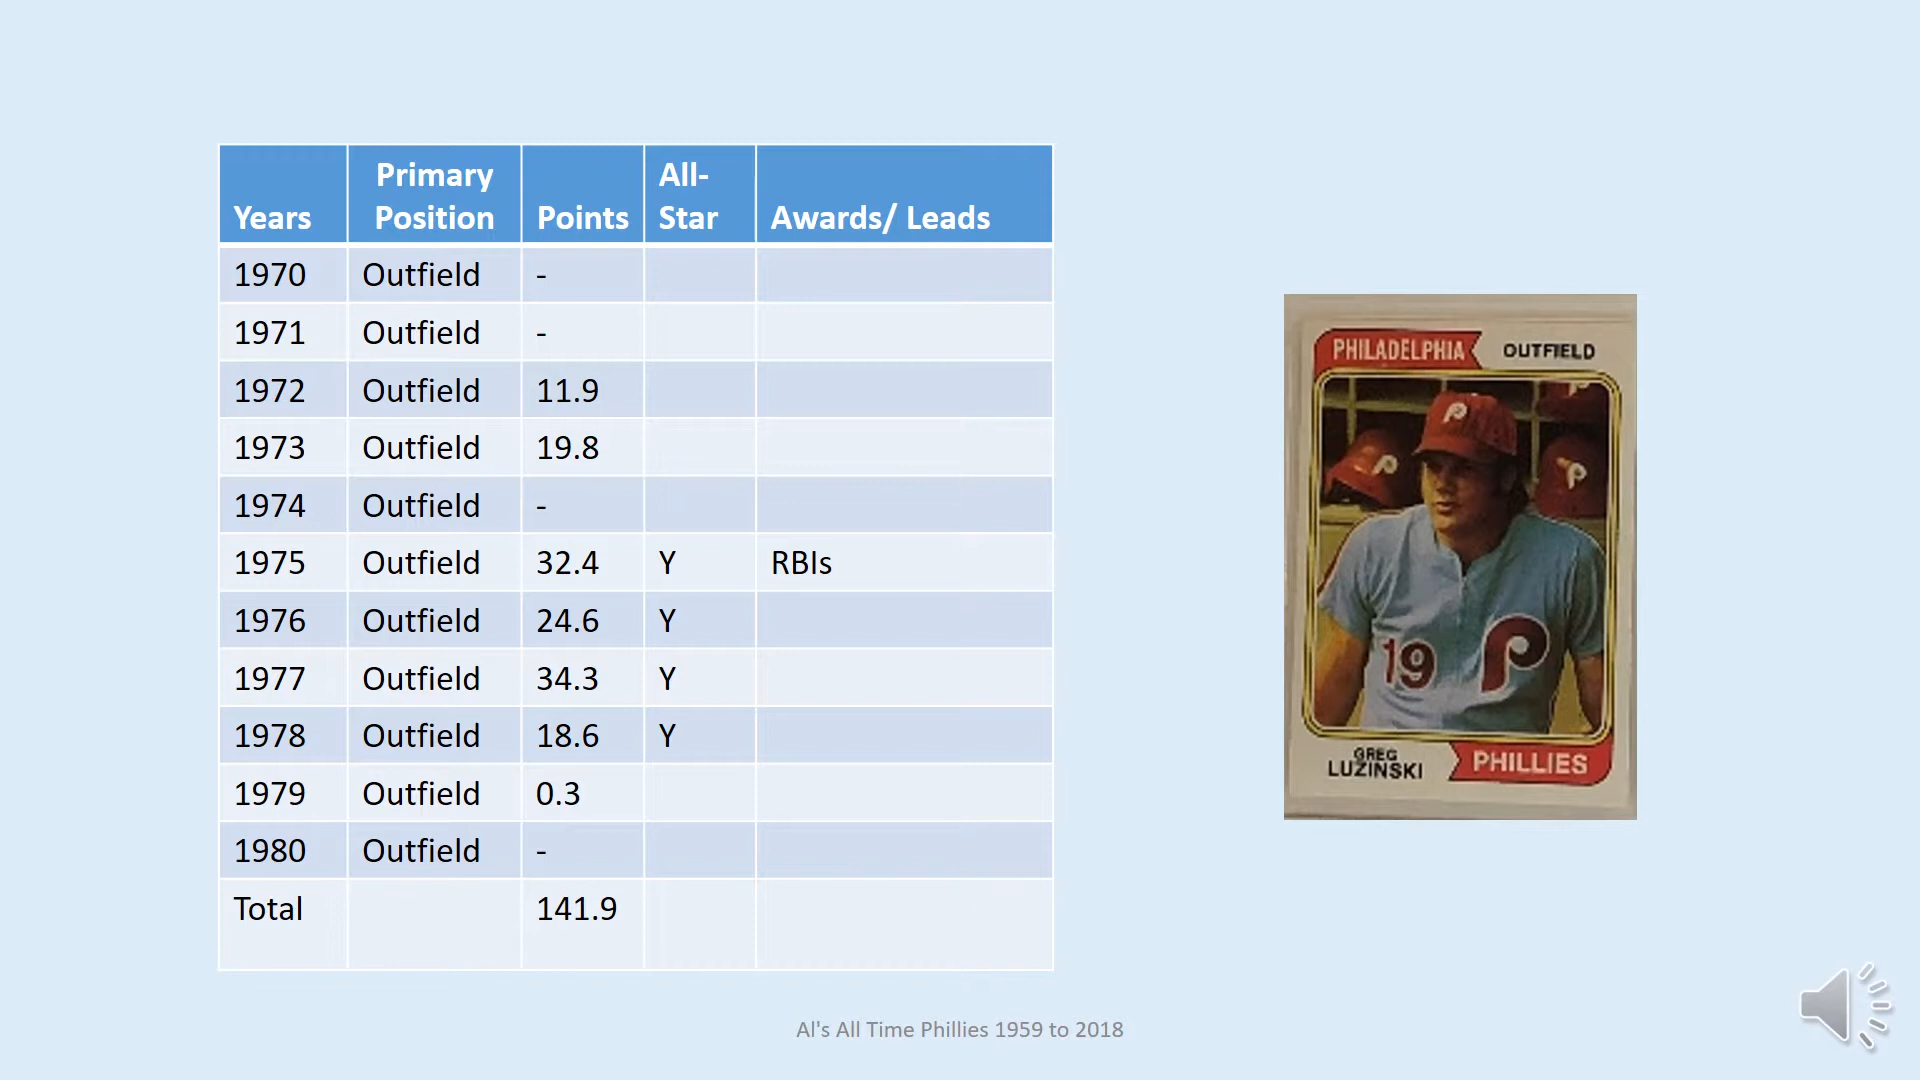 Years Primary Position Points All-Star Awards/ Leads
1970 Outfield -
1971 Outfield -
1972 Outfield 11.9
1973 Outfield 19.8
1974 Outfield -
1975 Outfield 32.4 Y RBIs
1976 Outfield 24.6 Y
1977 Outfield 34.3 Y
1978 Outfield 18.6 Y
1979 Outfield 0.3
1980 Outfield -
Total 141.9
PHILADELPHIA OUTFIELD
P
P
P
19 P
GREG
LUZINSKI
PHILLIES
Al's All Time Phillies 1959 to 2018